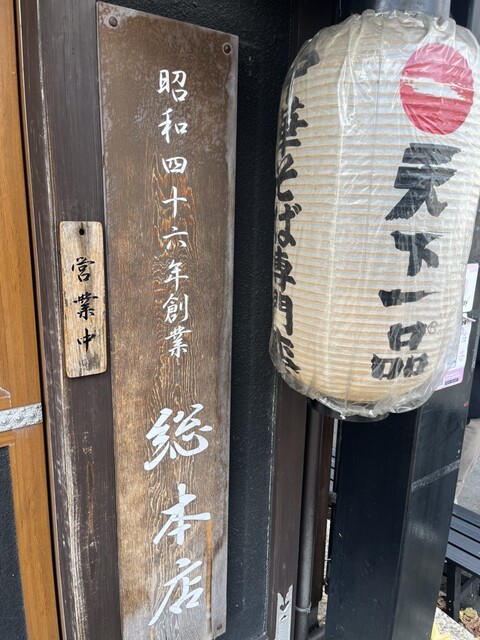 昭和四十六年創業
総本店
営業中
中華そば専門店
天下一品